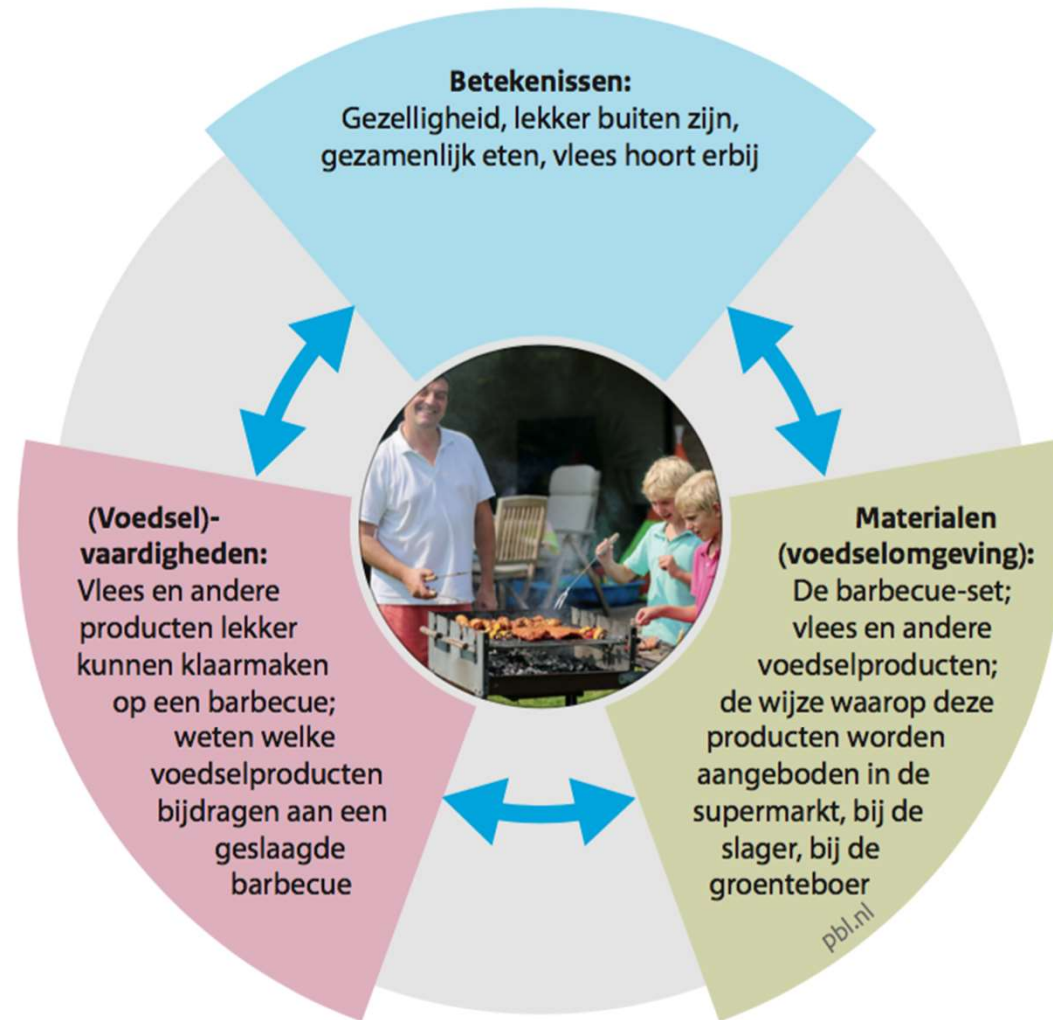 Betekenissen:
Gezelligheid, lekker buiten zijn,
gezamenlijk eten, vlees hoort erbij
(Voedsel)-
vaardigheden:
Vlees en andere
producten lekker
kunnen klaarmaken
op een barbecue;
weten welke
voedselproducten
bijdragen aan een
geslaagde
barbecue
Materialen
(voedselomgeving):
De barbecue-set;
vlees en andere
voedselproducten;
de wijze waarop deze
producten worden
aangeboden in de
supermarkt, bij de
slager, bij de
groenteboer
pbl.nl